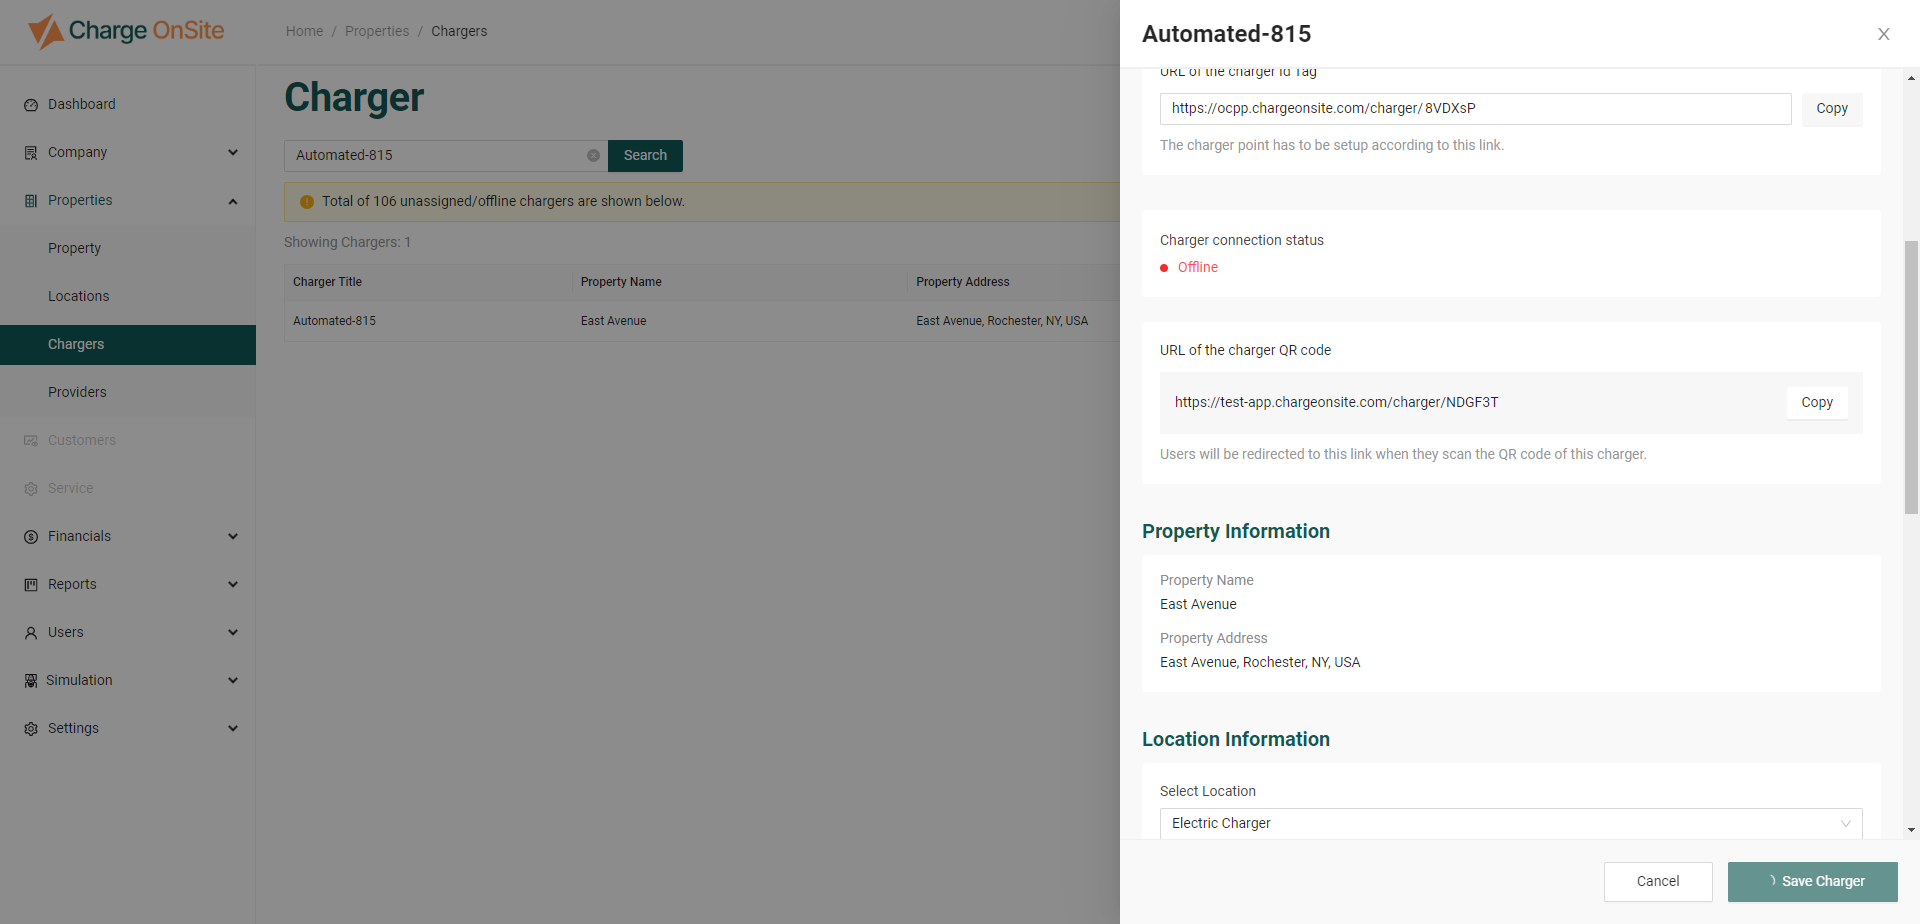 Charge OnSite
Home / Properties / Chargers
Dashboard
Company
Properties
Property
Locations
Chargers
Providers
Customers
Service
Financials
Reports
Users
Simulation
Settings
Charger
Automated-815
Search
Total of 106 unassigned/offline chargers are shown below.
Showing Chargers: 1
Charger Title Property Name Property Address
Automated-815 East Avenue East Avenue, Rochester, NY, USA
Automated-815
URL of the charger Id Tag
https://ocpp.chargeonsite.com/charger/ 8VDXsP
Copy
The charger point has to be setup according to this link.
Charger connection status
Offline
URL of the charger QR code
https://test-app.chargeonsite.com/charger/NDGF3T
Copy
Users will be redirected to this link when they scan the QR code of this charger.
Property Information
Property Name
East Avenue
Property Address
East Avenue, Rochester, NY, USA
Location Information
Select Location
Electric Charger
Cancel
Save Charger